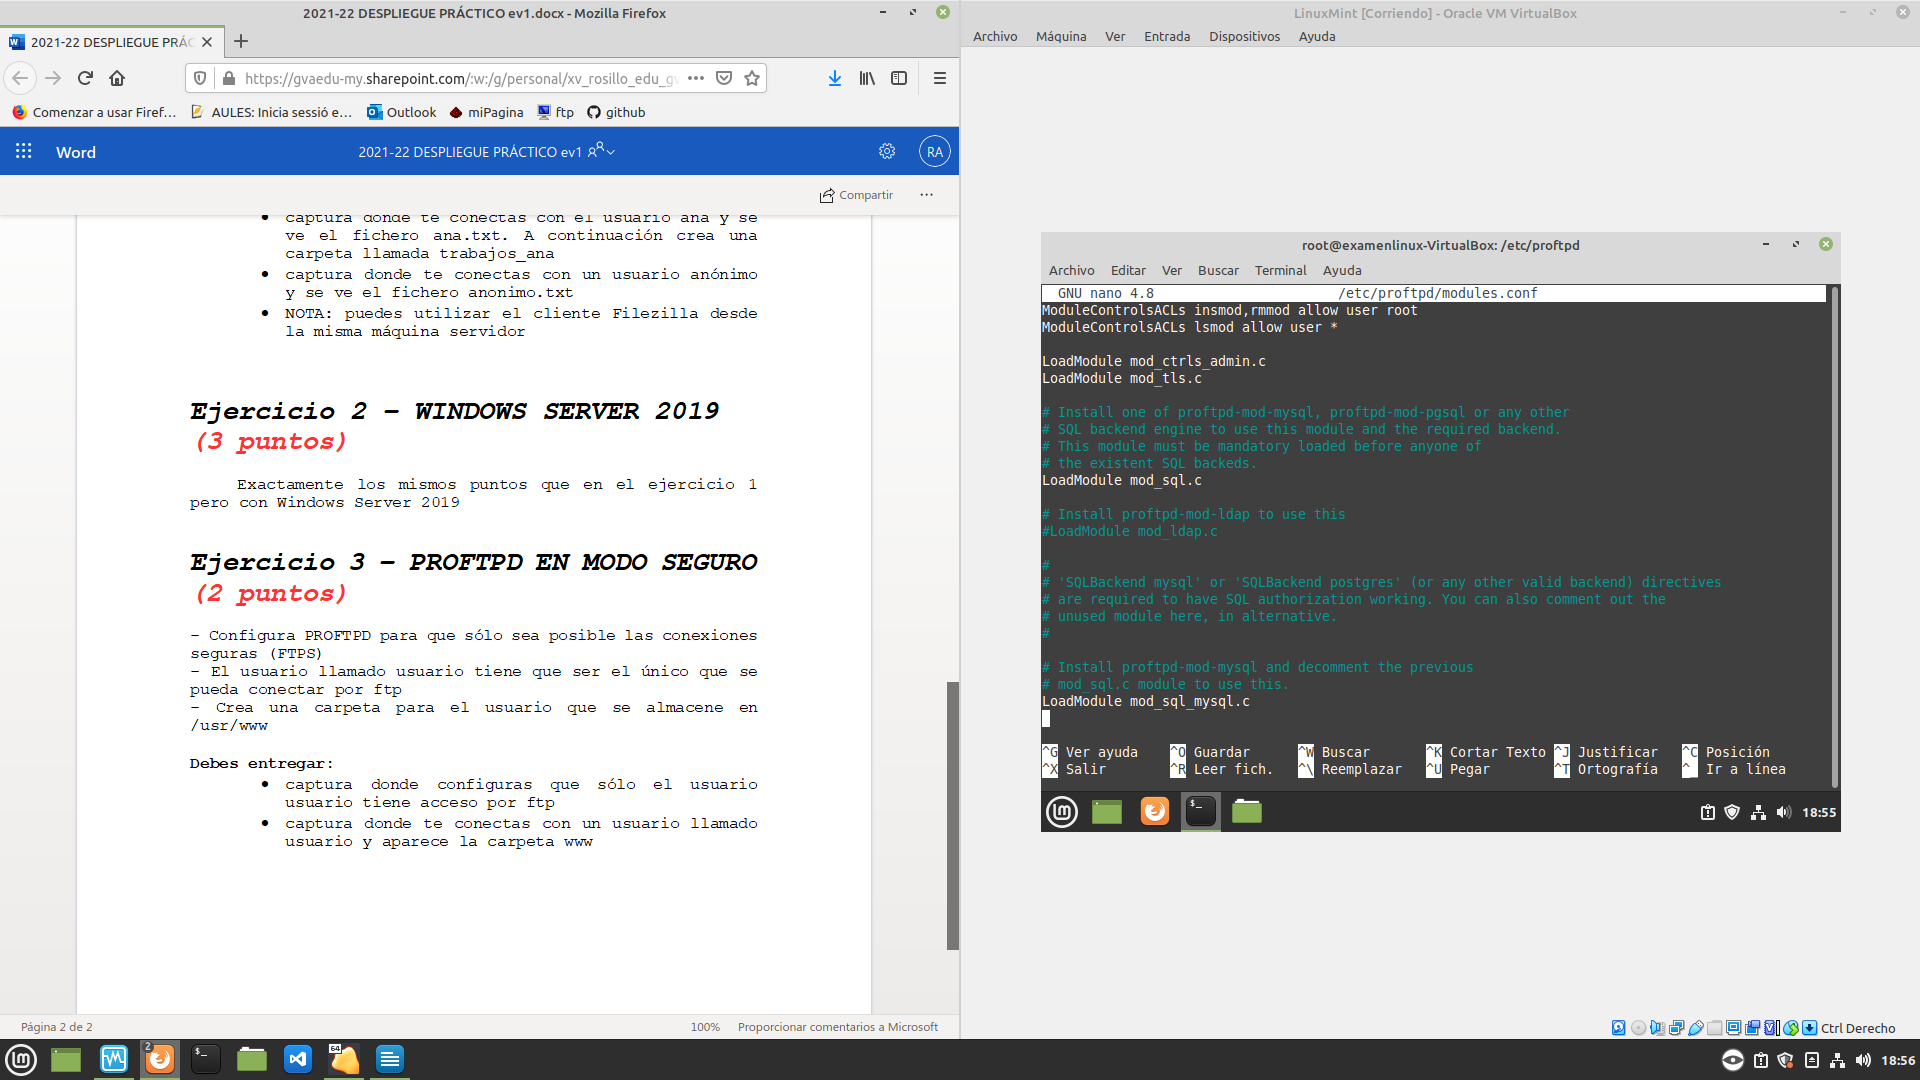 2021-22 DESPLIEGUE PRÁCTICO ev1.docx - Mozilla Firefox
2021-22 DESPLIEGUE PRÁC
https://gvaedu-my.sharepoint.com/:w:/g/personal/xv_rosillo_edu_g
Comenzar a usar Firef…
AULES: Inicia sessió e…
Outlook
miPagina
ftp
github
Word
2021-22 DESPLIEGUE PRÁCTICO ev1
RA
Compartir
captura donde te conectas con el usuario ana y se
ve el fichero ana.txt. A continuación crea una
carpeta llamada trabajos_ana
captura donde te conectas con un usuario anónimo
y se ve el fichero anonimo.txt
NOTA: puedes utilizar el cliente Filezilla desde
la misma máquina servidor
Ejercicio 2 – WINDOWS SERVER 2019
(3 puntos)
Exactamente los mismos puntos que en el ejercicio 1
pero con Windows Server 2019
Ejercicio 3 – PROFTPD EN MODO SEGURO
(2 puntos)
- Configura PROFTPD para que sólo sea posible las conexiones
seguras (FTPS)
- El usuario llamado usuario tiene que ser el único que se
pueda conectar por ftp
- Crea una carpeta para el usuario que se almacene en
/usr/www
Debes entregar:
captura donde configuras que sólo el usuario
usuario tiene acceso por ftp
captura donde te conectas con un usuario llamado
usuario y aparece la carpeta www
Página 2 de 2
100%
Proporcionar comentarios a Microsoft
LinuxMint [Corriendo] - Oracle VM VirtualBox
Archivo Máquina Ver Entrada Dispositivos Ayuda
root@examenlinux-VirtualBox: /etc/proftpd
Archivo Editar Ver Buscar Terminal Ayuda
GNU nano 4.8 /etc/proftpd/modules.conf
ModuleControlsACLs insmod,rmmod allow user root
ModuleControlsACLs lsmod allow user *
LoadModule mod_ctrls_admin.c
LoadModule mod_tls.c
# Install one of proftpd-mod-mysql, proftpd-mod-pgsql or any other
# SQL backend engine to use this module and the required backend.
# This module must be mandatory loaded before anyone of
# the existent SQL backeds.
LoadModule mod_sql.c
# Install proftpd-mod-ldap to use this
#LoadModule mod_ldap.c
#
# 'SQLBackend mysql' or 'SQLBackend postgres' (or any other valid backend) directives
# are required to have SQL authorization working. You can also comment out the
# unused module here, in alternative.
#
# Install proftpd-mod-mysql and decomment the previous
# mod_sql.c module to use this.
LoadModule mod_sql_mysql.c
^G Ver ayuda ^O Guardar ^W Buscar ^K Cortar Texto ^J Justificar ^C Posición
^X Salir ^R Leer fich. ^\ Reemplazar ^U Pegar ^T Ortografía ^_ Ir a línea
18:55
Ctrl Derecho
2
64
18:56